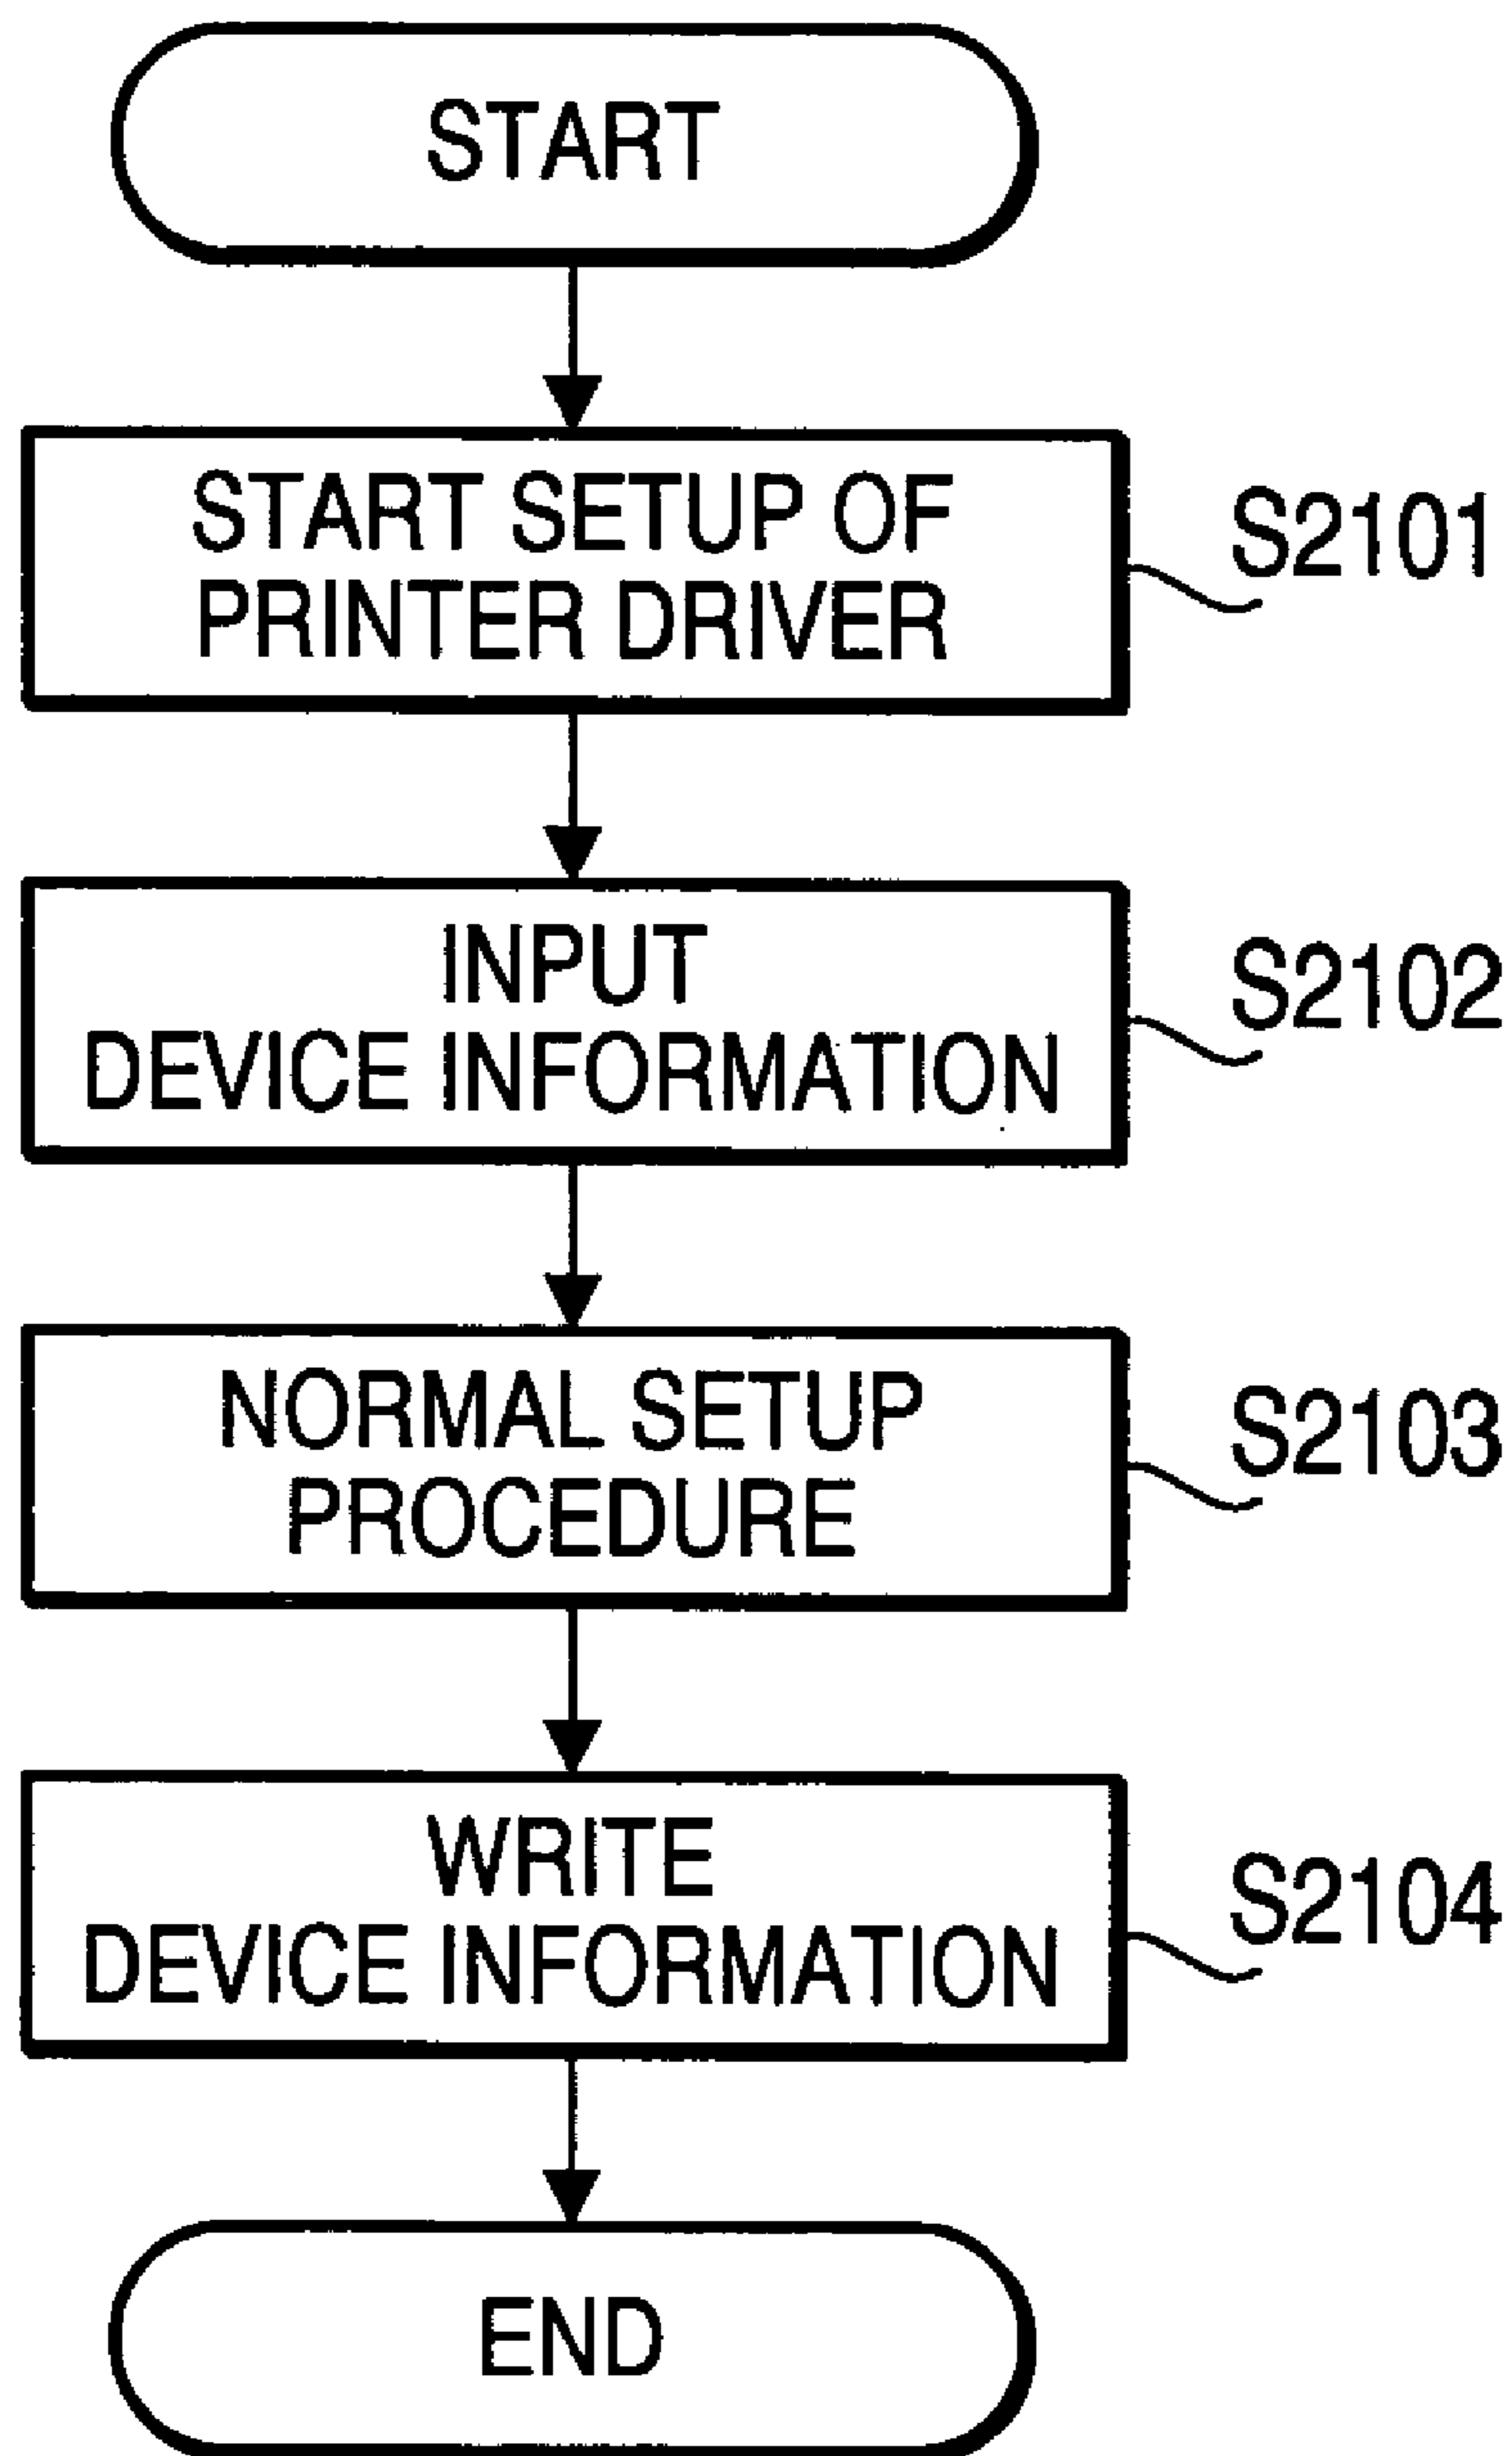 START
START SETUP OF
PRINTER DRIVER
S2101
INPUT
DEVICE INFORMATION
S2102
NORMAL SETUP
PROCEDURE
S2103
WRITE
DEVICE INFORMATION
S2104
END